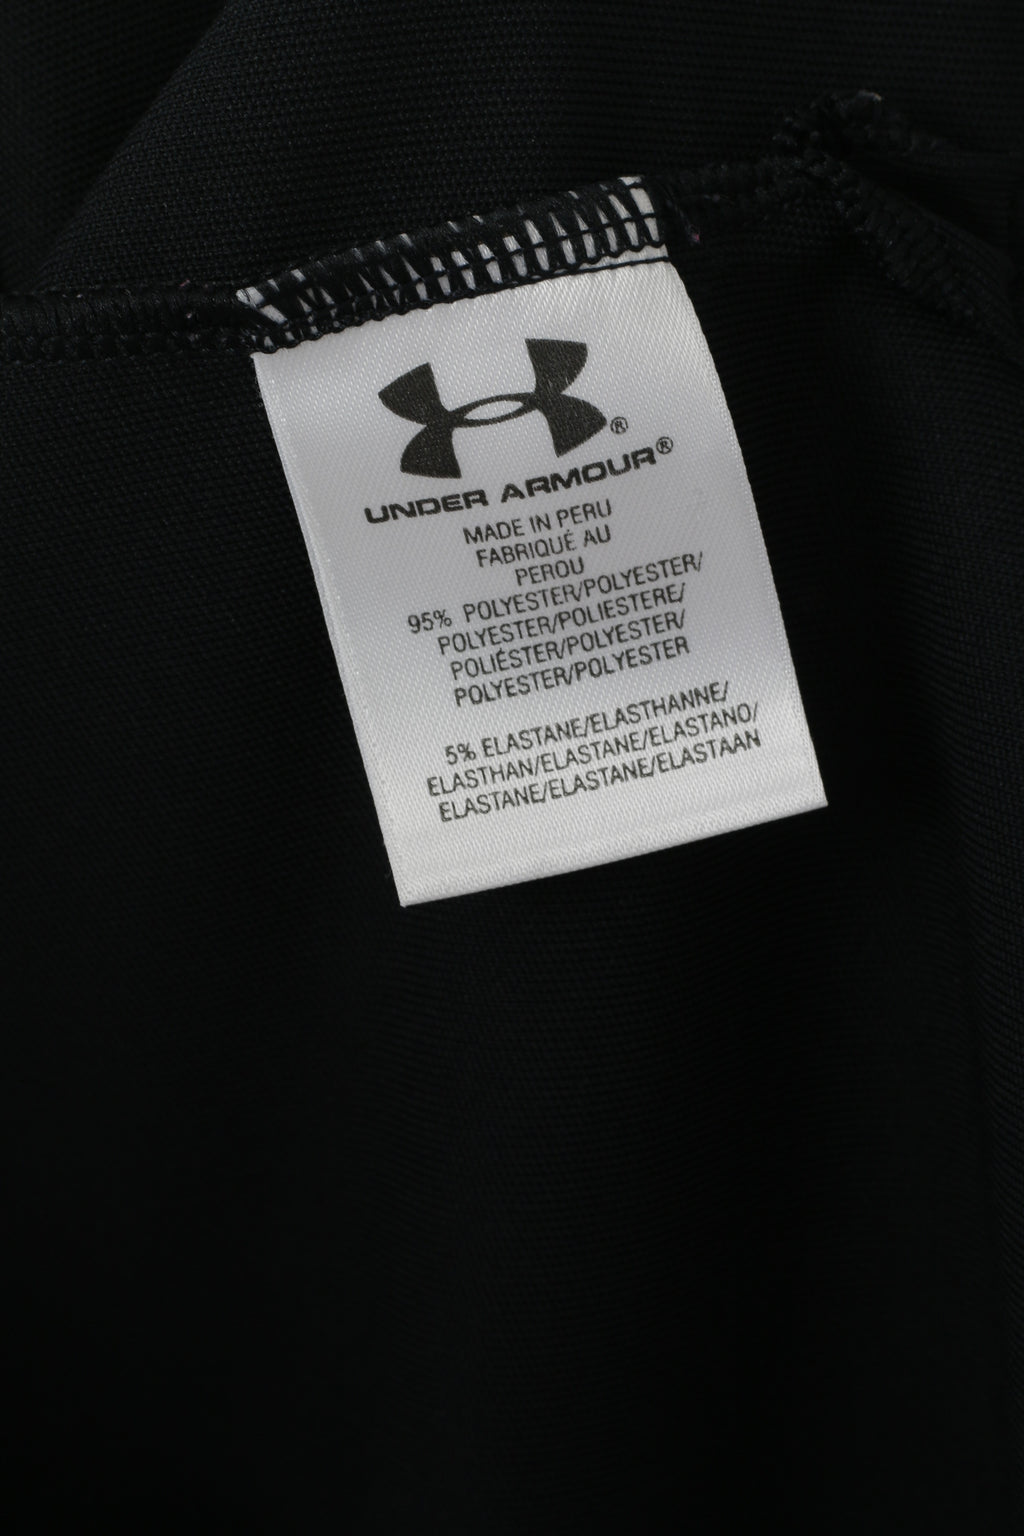 ®
UNDER ARMOUR®
MADE IN PERU
FABRIQUÉ AU
PEROU
95% POLYESTER/POLYESTER/
POLYESTER/POLIESTERE/
POLIÉSTER/POLYESTER/
POLYESTER/POLYESTER
5% ELASTANE/ELASTHANNE/
ELASTHAN/ELASTANE/ELASTANO/
ELASTANE/ELASTANE/ELASTAAN